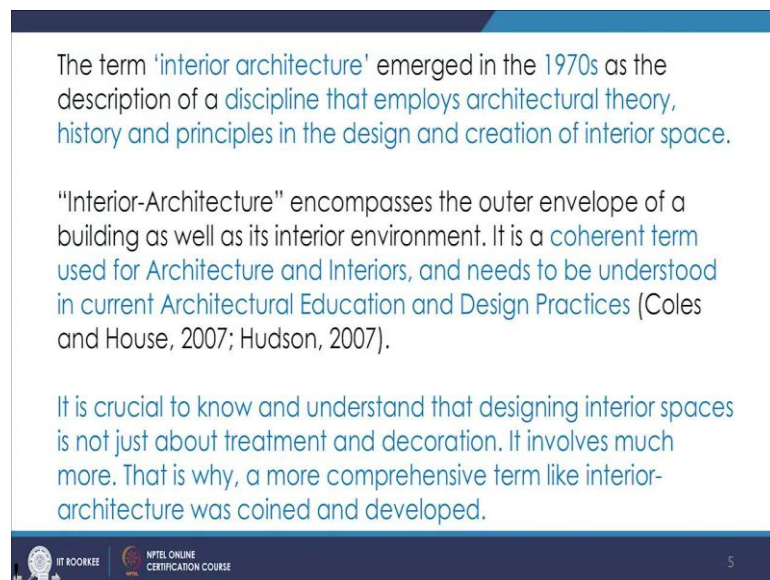 The term ‘interior architecture’ emerged in the 1970s as the
description of a discipline that employs architectural theory,
history and principles in the design and creation of interior space.
“Interior-Architecture” encompasses the outer envelope of a
building as well as its interior environment. It is a coherent term
used for Architecture and Interiors, and needs to be understood
in current Architectural Education and Design Practices (Coles
and House, 2007; Hudson, 2007).
It is crucial to know and understand that designing interior spaces
is not just about treatment and decoration. It involves much
more. That is why, a more comprehensive term like interior-
architecture was coined and developed.
IIT ROORKEE
NPTEL ONLINE
CERTIFICATION COURSE
5